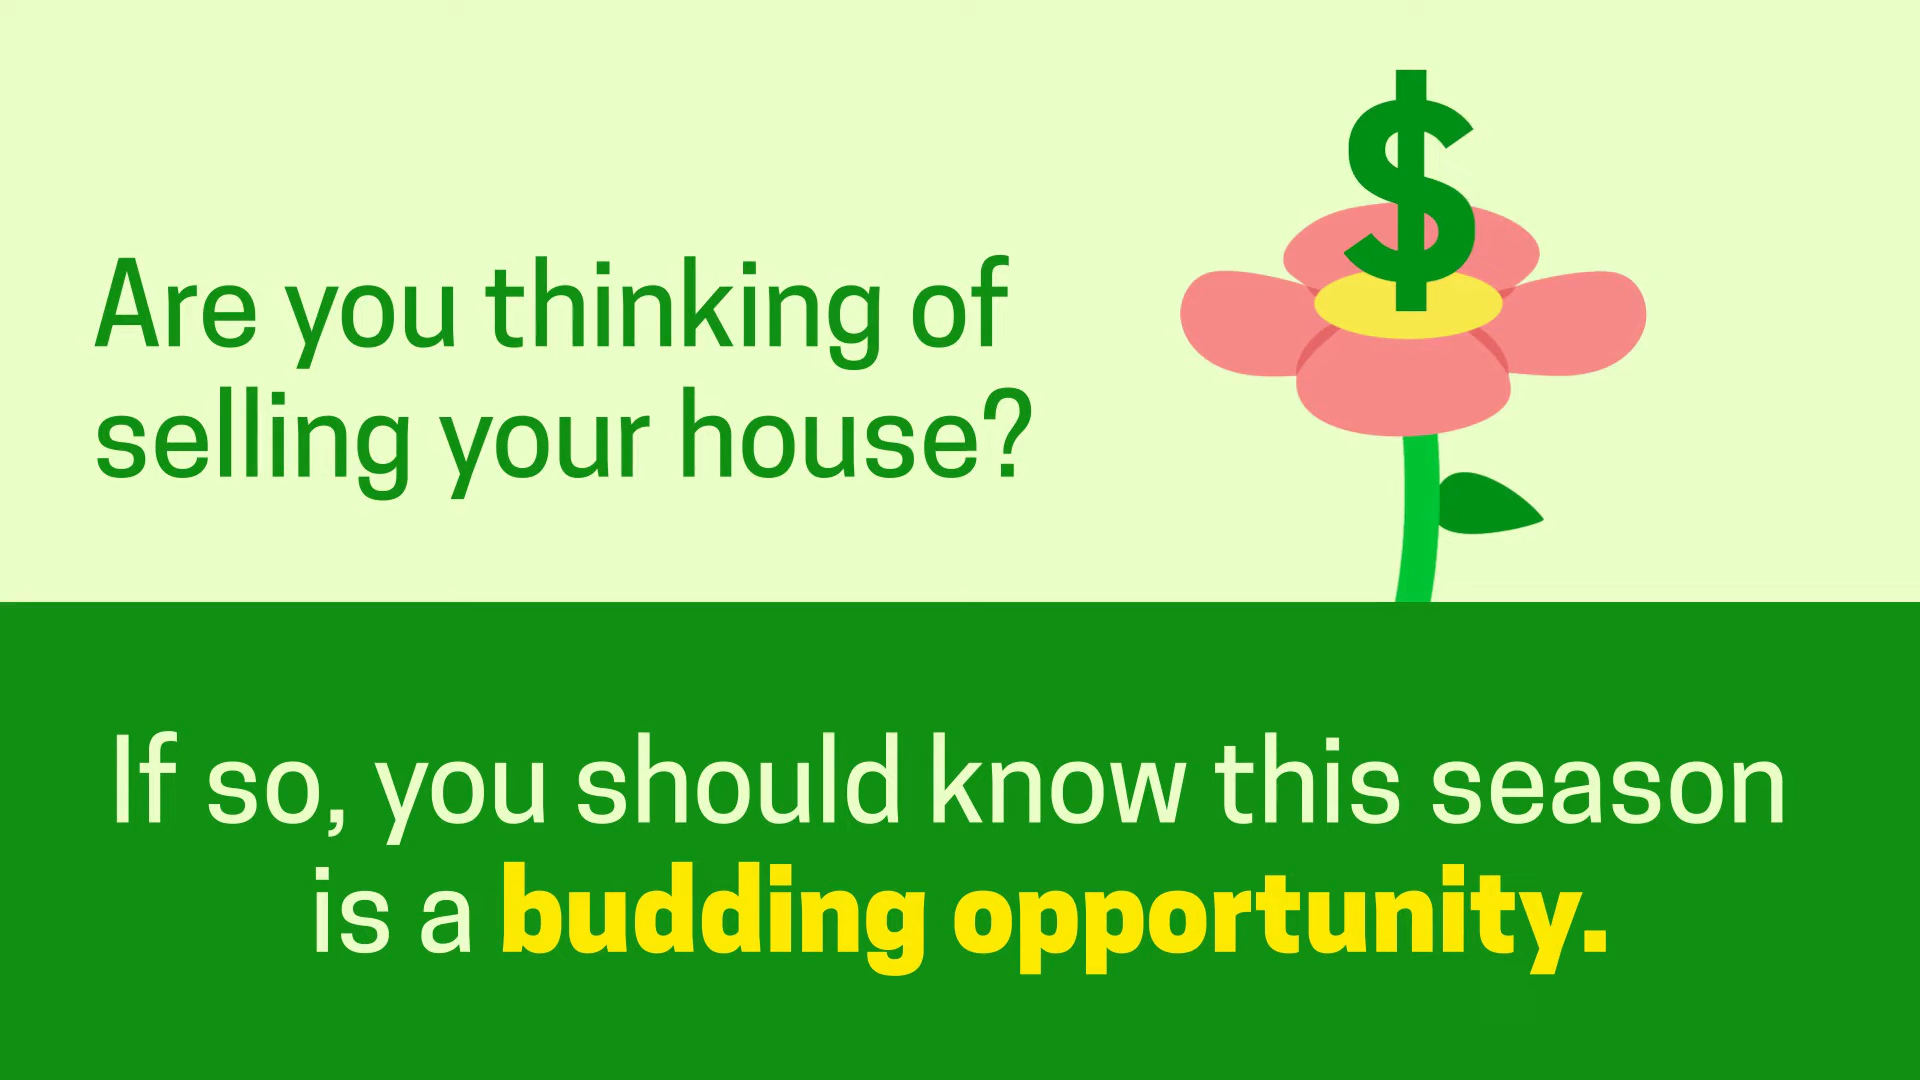 $
Are you thinking of
selling your house?
If so, you should know this season
is a budding opportunity.